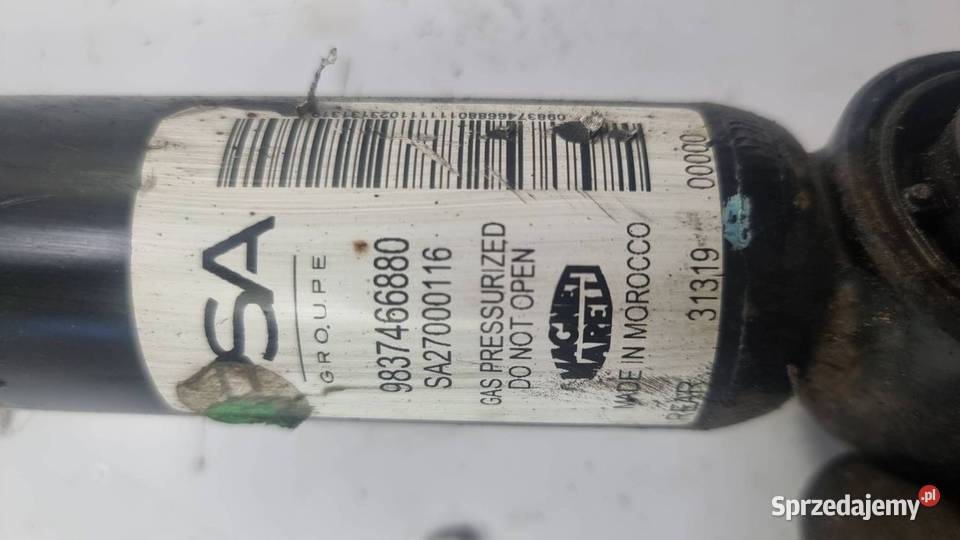 SA
GROUPE
9837466880
SA27000116
GAS PRESSURIZED
DO NOT OPEN
MAGNETI
MARELLI
MADE IN MOROCCO
REAR 31319 00000
Sprzedajemy.pl